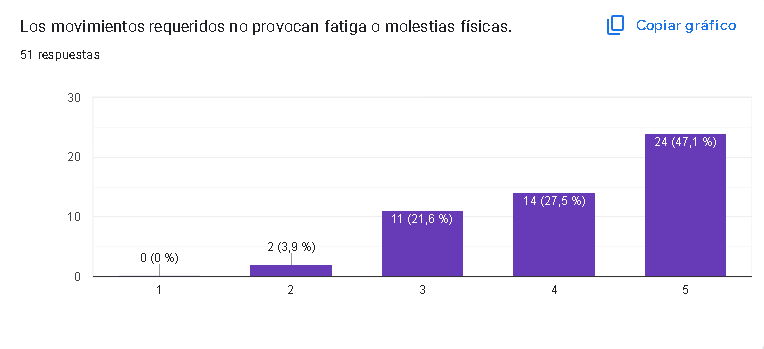 Los movimientos requeridos no provocan fatiga o molestias físicas.
Copiar gráfico
51 respuestas
30
20
10
0
0 (0 %)
2 (3,9 %)
11 (21,6 %)
14 (27,5 %)
24 (47,1 %)
1
2
3
4
5